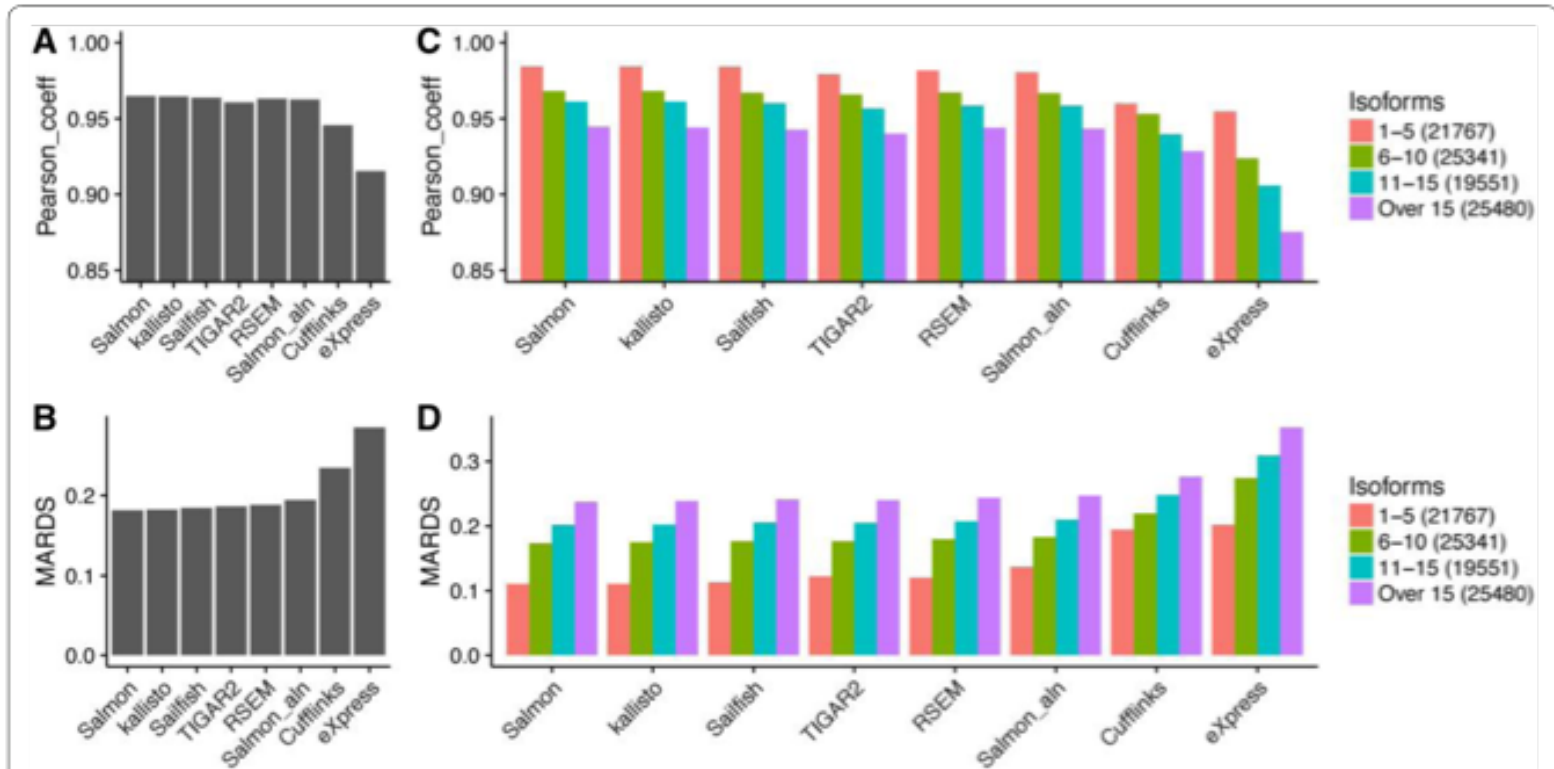 A
Pearson_coeff
1.00
0.95
0.90
0.85
Salmon
kallisto
Sailfish
TIGAR2
RSEM
Salmon_aln
Cufflinks
eXpress
C
Pearson_coeff
1.00
0.95
0.90
0.85
Salmon
kallisto
Sailfish
TIGAR2
RSEM
Salmon_aln
Cufflinks
eXpress
Isoforms
1–5 (21767)
6–10 (25341)
11–15 (19551)
Over 15 (25480)
B
MARDS
0.2
0.1
0.0
Salmon
kallisto
Sailfish
TIGAR2
RSEM
Salmon_aln
Cufflinks
eXpress
D
MARDS
0.3
0.2
0.1
0.0
Salmon
kallisto
Sailfish
TIGAR2
RSEM
Salmon_aln
Cufflinks
eXpress
Isoforms
1–5 (21767)
6–10 (25341)
11–15 (19551)
Over 15 (25480)